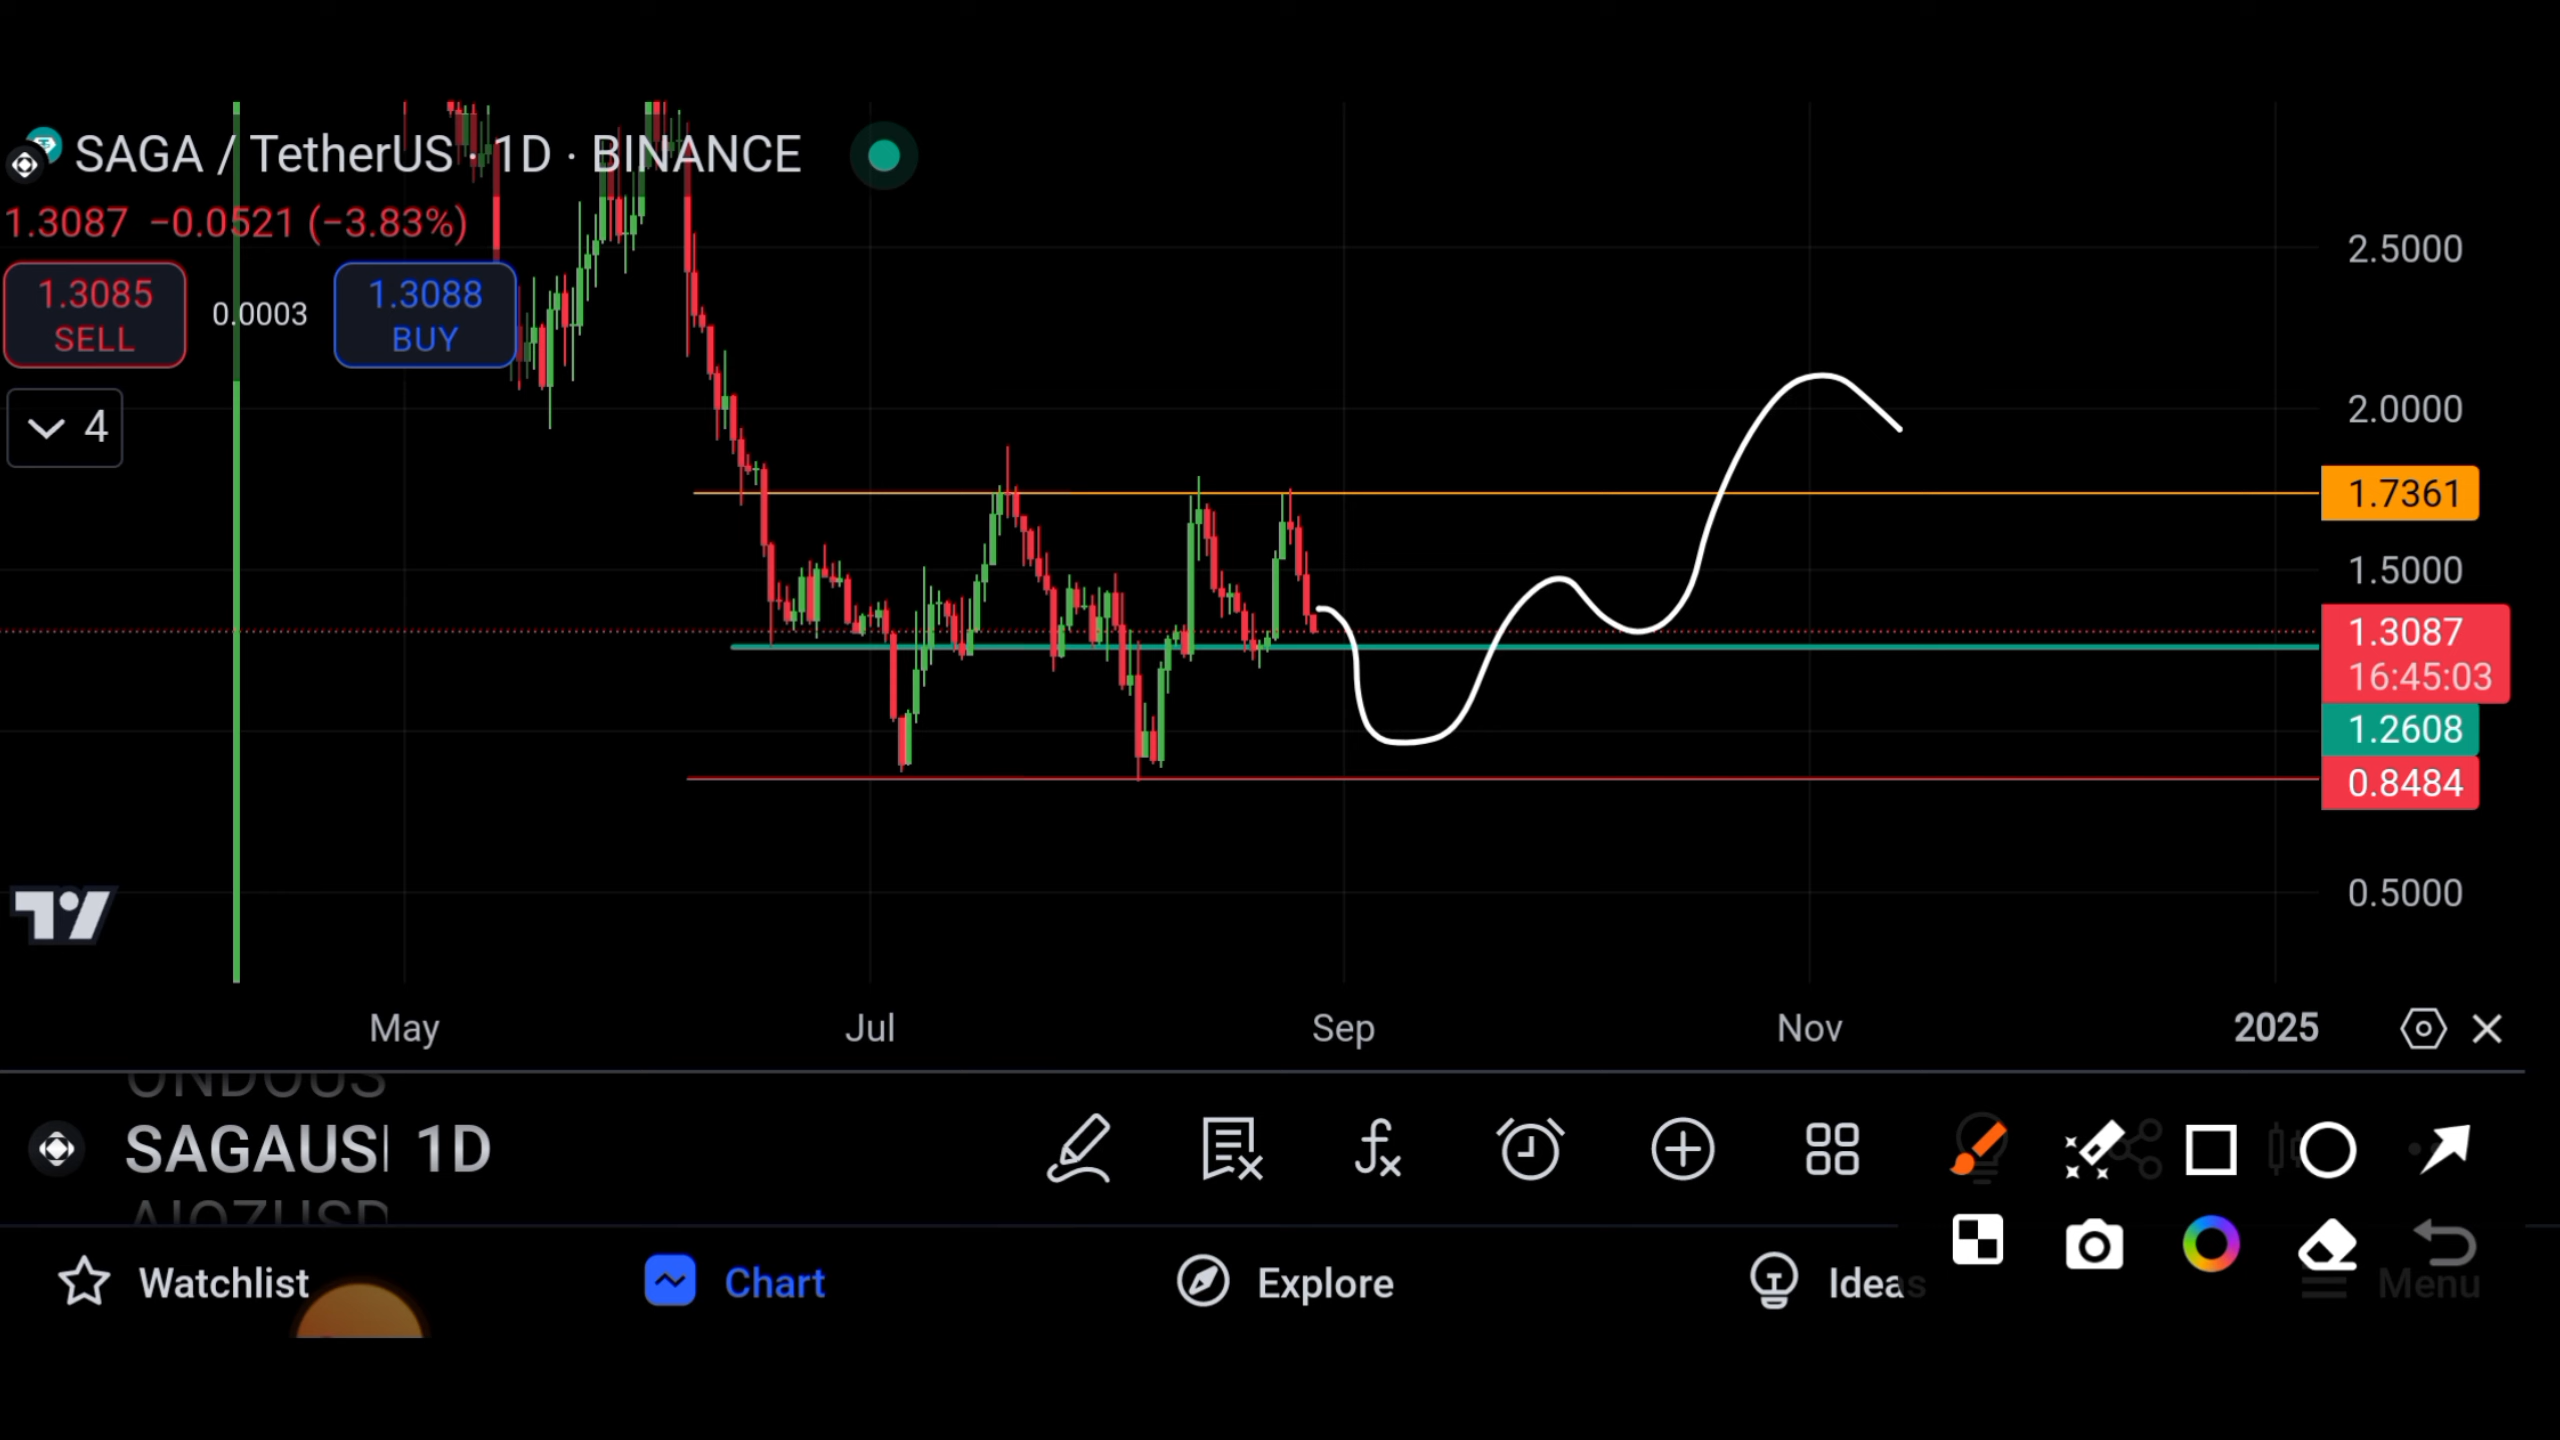 SAGA / TetherUS · 1D · BINANCE
1.3087 −0.0521 (−3.83%)
1.3085
SELL
0.0003
1.3088
BUY
4
2.5000
2.0000
1.7361
1.5000
1.3087
16:45:03
1.2608
0.8484
0.5000
May Jul Sep Nov 2025
SAGAUS 1D
Watchlist Chart Explore Ideas Menu